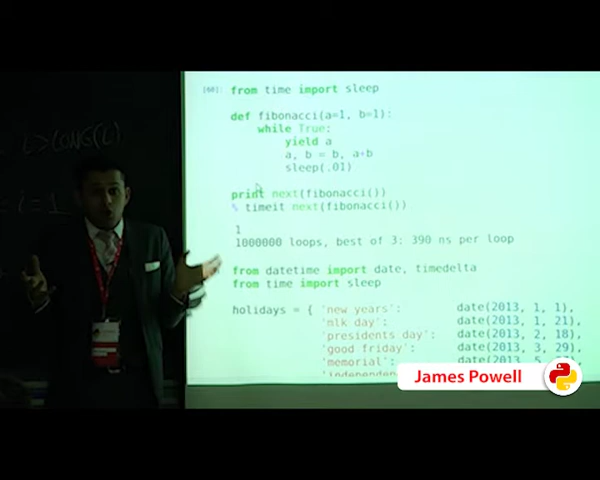 [60]: from time import sleep
def fibonacci(a=1, b=1):
while True:
yield a
a, b = b, a+b
sleep(.01)
print next(fibonacci())
% timeit next(fibonacci())
1
1000000 loops, best of 3: 390 ns per loop
from datetime import date, timedelta
from time import sleep
holidays = { 'new years': date(2013, 1, 1),
'mlk day': date(2013, 1, 21),
'presidents day': date(2013, 2, 18),
'good friday': date(2013, 3, 29),
'memorial': date(2013, 5,
James Powell